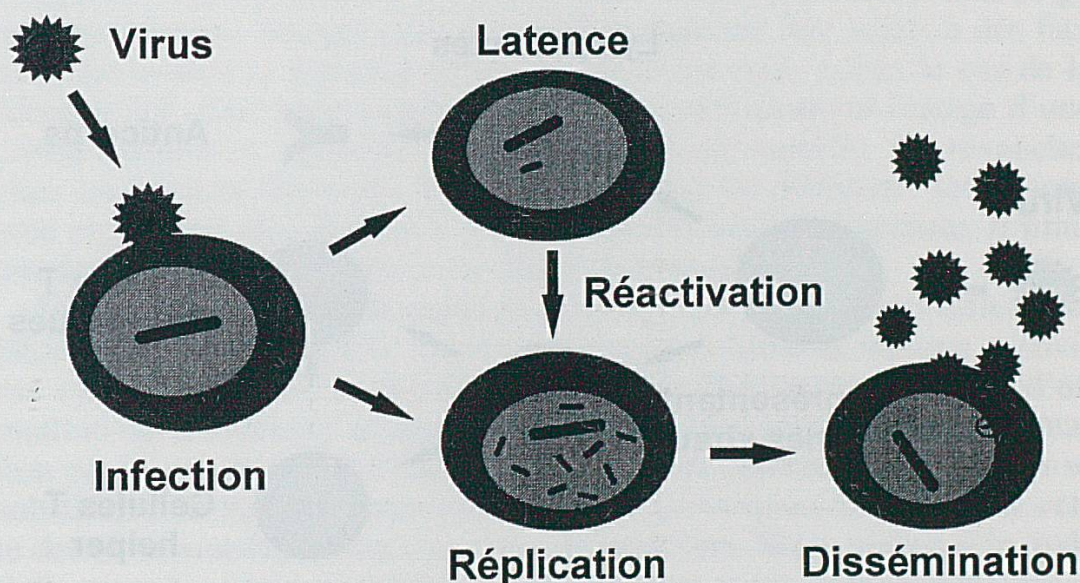 Virus
Latence
Réactivation
Infection
Réplication
Dissémination